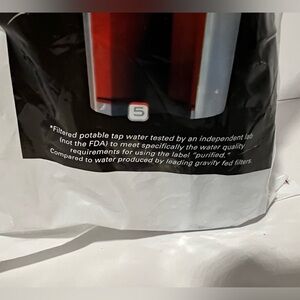 5
*Filtered potable tap water tested by an independent lab
(not the FDA) to meet specifically the water quality
requirements for using the label "purified."
Compared to water produced by leading gravity fed filters.